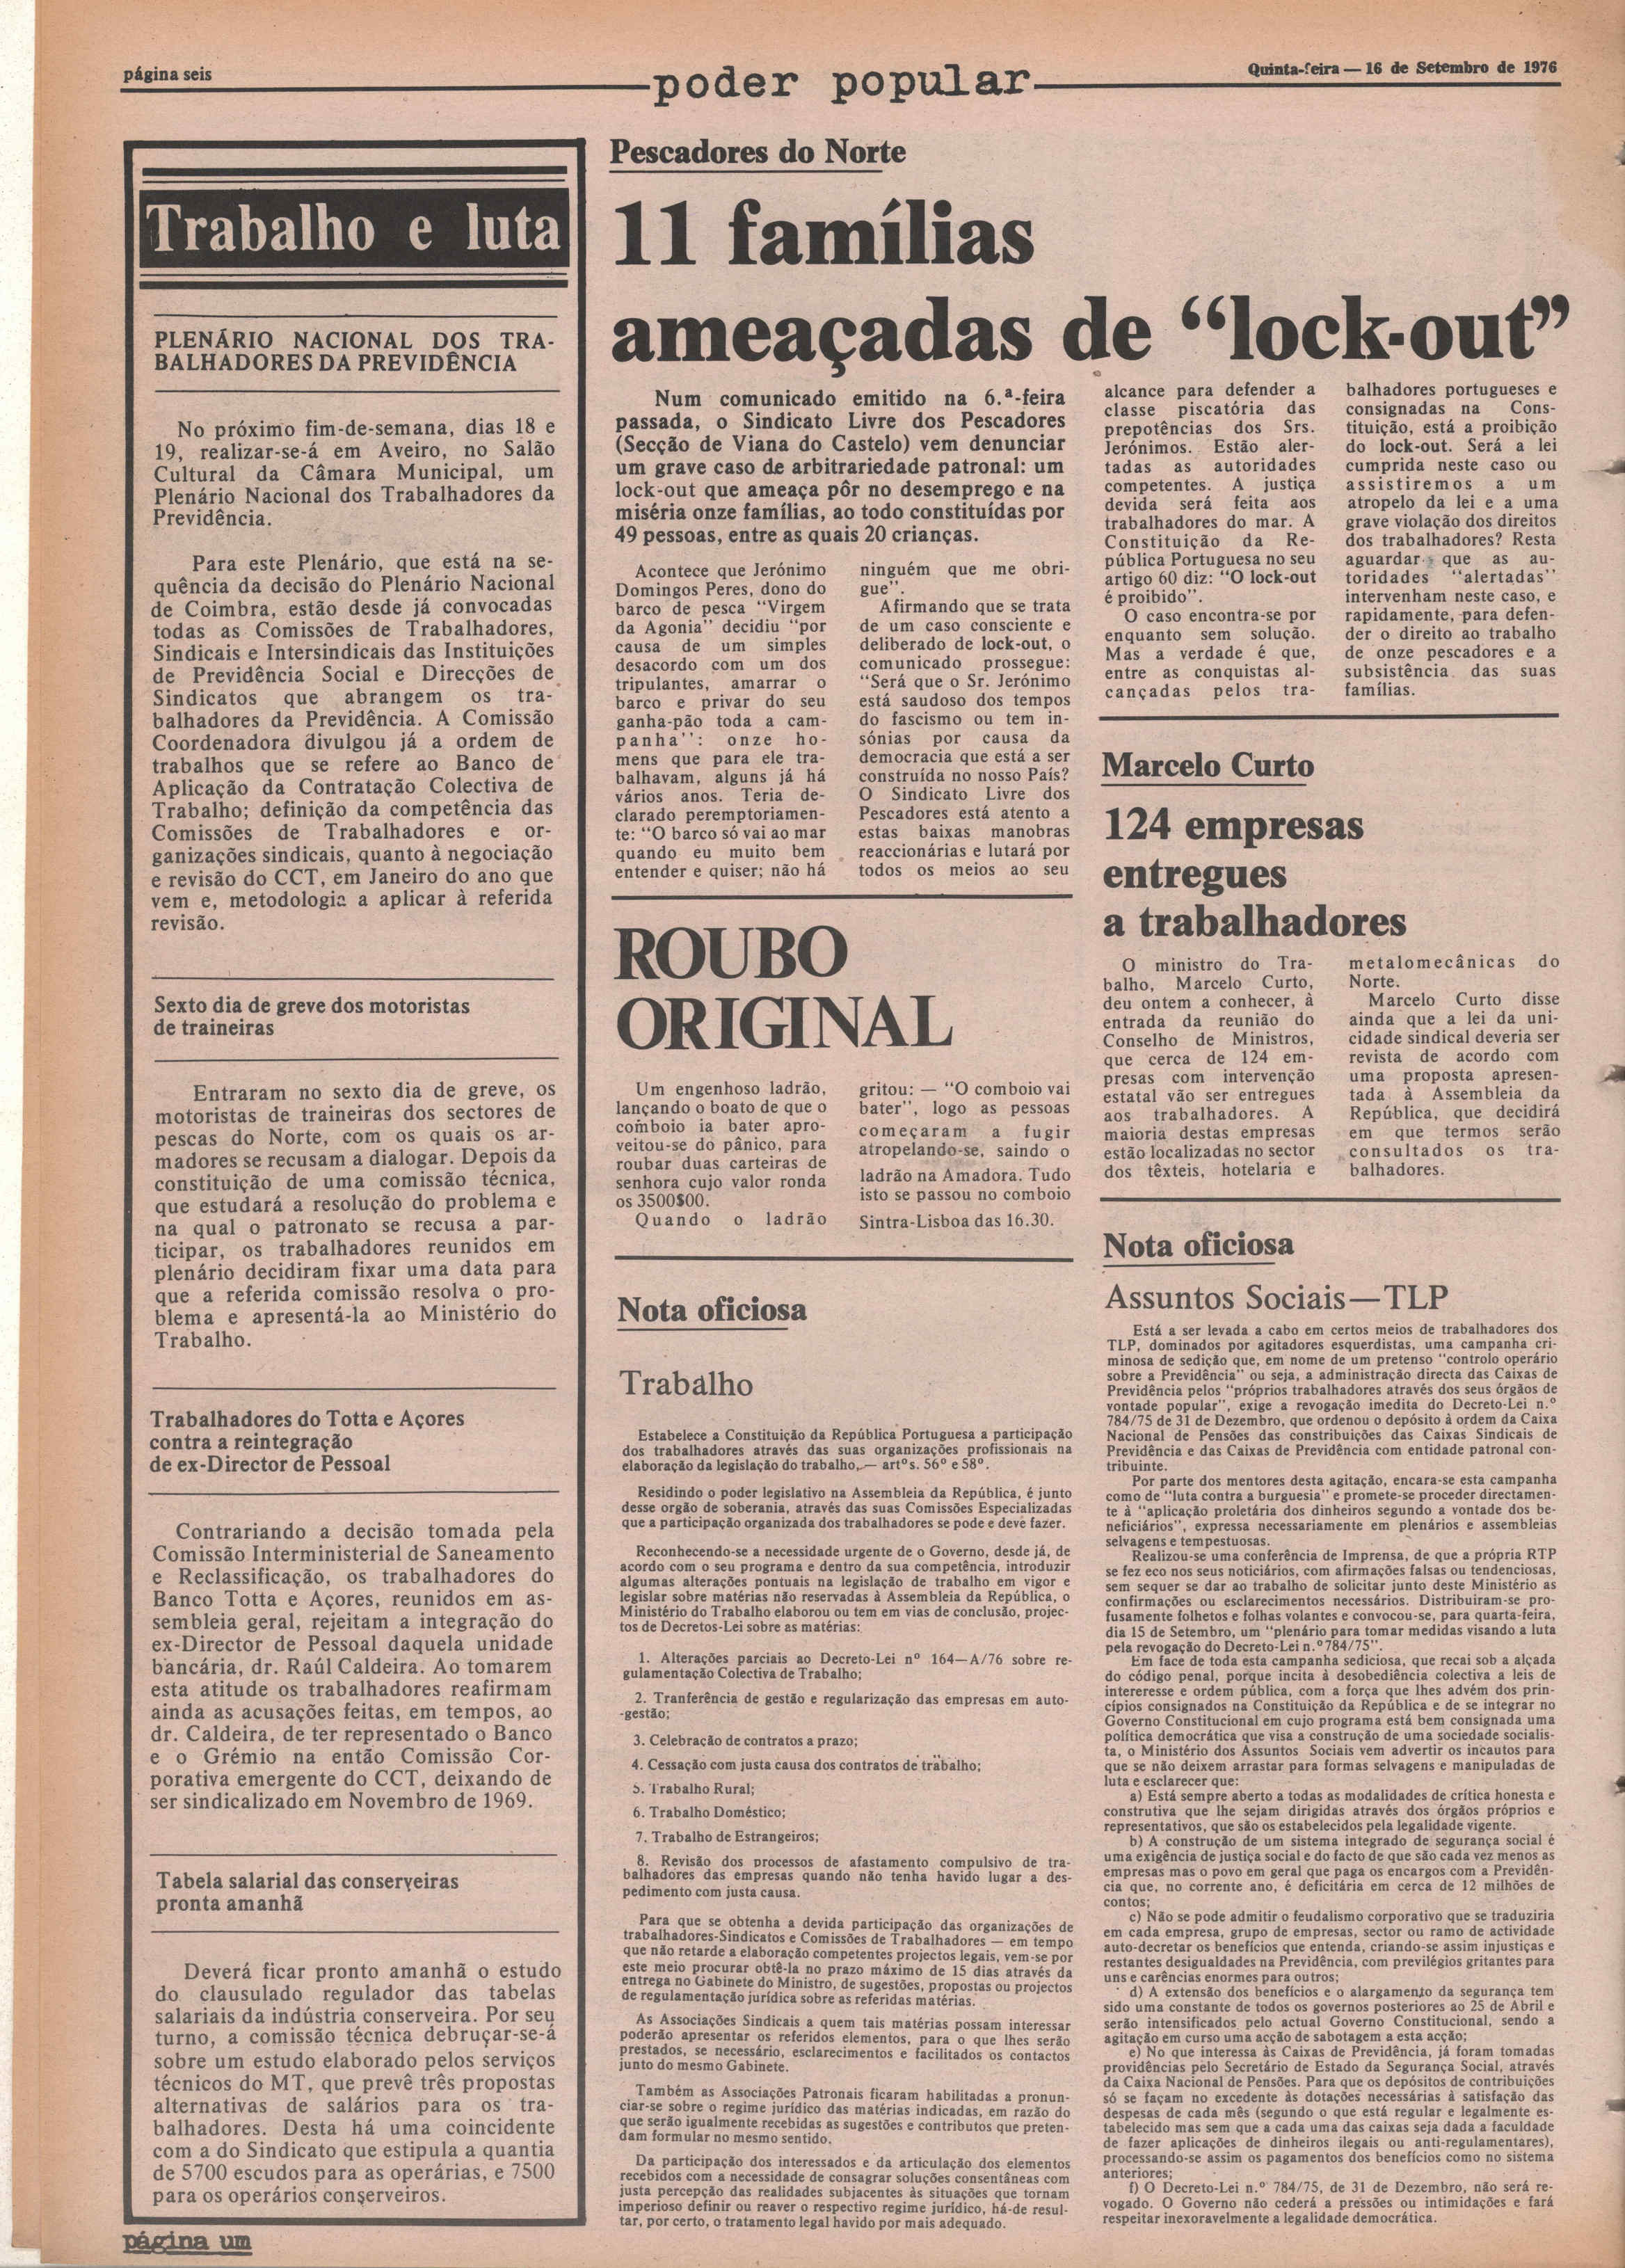 página seis
poder popular
Quinta-feira — 16 de Setembro de 1976
Trabalho e luta
PLENÁRIO NACIONAL DOS TRA-
BALHADORES DA PREVIDÊNCIA
No próximo fim-de-semana, dias 18 e
19, realizar-se-á em Aveiro, no Salão
Cultural da Câmara Municipal, um
Plenário Nacional dos Trabalhadores da
Previdência.
Para este Plenário, que está na se-
quência da decisão do Plenário Nacional
de Coimbra, estão desde já convocadas
todas as Comissões de Trabalhadores,
Sindicais e Intersindicais das Instituições
de Previdência Social e Direcções de
Sindicatos que abrangem os tra-
balhadores da Previdência. A Comissão
Coordenadora divulgou já a ordem de
trabalhos que se refere ao Banco de
Aplicação da Contratação Colectiva de
Trabalho; definição da competência das
Comissões de Trabalhadores e or-
ganizações sindicais, quanto à negociação
e revisão do CCT, em Janeiro do ano que
vem e, metodologia a aplicar à referida
revisão.
Sexto dia de greve dos motoristas
de traineiras
Entraram no sexto dia de greve, os
motoristas de traineiras dos sectores de
pescas do Norte, com os quais os ar-
madores se recusam a dialogar. Depois da
constituição de uma comissão técnica,
que estudará a resolução do problema e
na qual o patronato se recusa a par-
ticipar, os trabalhadores reunidos em
plenário decidiram fixar uma data para
que a referida comissão resolva o pro-
blema e apresentá-la ao Ministério do
Trabalho.
Trabalhadores do Totta e Açores
contra a reintegração
de ex-Director de Pessoal
Contrariando a decisão tomada pela
Comissão Interministerial de Saneamento
e Reclassificação, os trabalhadores do
Banco Totta e Açores, reunidos em as-
sembleia geral, rejeitam a integração do
ex-Director de Pessoal daquela unidade
bancária, dr. Raúl Caldeira. Ao tomarem
esta atitude os trabalhadores reafirmam
ainda as acusações feitas, em tempos, ao
dr. Caldeira, de ter representado o Banco
e o Grémio na então Comissão Cor-
porativa emergente do CCT, deixando de
ser sindicalizado em Novembro de 1969.
Tabela salarial das conserveiras
pronta amanhã
Deverá ficar pronto amanhã o estudo
do clausulado regulador das tabelas
salariais da indústria conserveira. Por seu
turno, a comissão técnica debruçar-se-á
sobre um estudo elaborado pelos serviços
técnicos do MT, que prevê três propostas
alternativas de salários para os tra-
balhadores. Desta há uma coincidente
com a do Sindicato que estipula a quantia
de 5700 escudos para as operárias, e 7500
para os operários conserveiros.
página um
Pescadores do Norte
11 famílias
ameaçadas de “lock-out”
Num comunicado emitido na 6.ª-feira
passada, o Sindicato Livre dos Pescadores
(Secção de Viana do Castelo) vem denunciar
um grave caso de arbitrariedade patronal: um
lock-out que ameaça pôr no desemprego e na
miséria onze famílias, ao todo constituídas por
49 pessoas, entre as quais 20 crianças.
Acontece que Jerónimo
Domingos Peres, dono do
barco de pesca “Virgem
da Agonia” decidiu “por
causa de um simples
desacordo com um dos
tripulantes, amarrar o
barco e privar do seu
ganha-pão toda a cam-
panha”: onze ho-
mens que para ele tra-
balhavam, alguns já há
vários anos. Teria de-
clarado peremptoriamen-
te: “O barco só vai ao mar
quando eu muito bem
entender e quiser; não há
ninguém que me obri-
gue”.
Afirmando que se trata
de um caso consciente e
deliberado de lock-out, o
comunicado prossegue:
“Será que o Sr. Jerónimo
está saudoso dos tempos
do fascismo ou tem in-
sónias por causa da
democracia que está a ser
construída no nosso País?
O Sindicato Livre dos
Pescadores está atento a
estas baixas manobras
reaccionárias e lutará por
todos os meios ao seu
alcance para defender a
classe piscatória das
prepotências dos Srs.
Jerónimos. Estão aler-
tadas as autoridades
competentes. A justiça
devida será feita aos
trabalhadores do mar. A
Constituição da Re-
pública Portuguesa no seu
artigo 60 diz: “O lock-out
é proibido”.
O caso encontra-se por
enquanto sem solução.
Mas a verdade é que,
entre as conquistas al-
cançadas pelos tra-
balhadores portugueses e
consignadas na Cons-
tituição, está a proibição
do lock-out. Será a lei
cumprida neste caso ou
assistiremos a um
atropelo da lei e a uma
grave violação dos direitos
dos trabalhadores? Resta
aguardar que as au-
toridades “alertadas”
intervenham neste caso, e
rapidamente, para defen-
der o direito ao trabalho
de onze pescadores e a
subsistência das suas
famílias.
ROUBO
ORIGINAL
Um engenhoso ladrão,
lançando o boato de que o
comboio ia bater apro-
veitou-se do pânico, para
roubar duas carteiras de
senhora cujo valor ronda
os 3500$00.
Quando o ladrão
gritou: — “O comboio vai
bater”, logo as pessoas
começaram a fugir
atropelando-se, saindo o
ladrão na Amadora. Tudo
isto se passou no comboio
Sintra-Lisboa das 16.30.
Nota oficiosa
Trabalho
Estabelece a Constituição da República Portuguesa a participação
dos trabalhadores através das suas organizações profissionais na
elaboração da legislação do trabalho,— artºs. 56º e 58º.
Residindo o poder legislativo na Assembleia da República, é junto
desse orgão de soberania, através das suas Comissões Especializadas
que a participação organizada dos trabalhadores se pode e deve fazer.
Reconhecendo-se a necessidade urgente de o Governo, desde já, de
acordo com o seu programa e dentro da sua competência, introduzir
algumas alterações pontuais na legislação de trabalho em vigor e
legislar sobre matérias não reservadas à Assembleia da República, o
Ministério do Trabalho elaborou ou tem em vias de conclusão, projec-
tos de Decretos-Lei sobre as matérias:
1. Alterações parciais ao Decreto-Lei nº 164—A/76 sobre re-
gulamentação Colectiva de Trabalho;
2. Tranferência de gestão e regularização das empresas em auto-
-gestão;
3. Celebração de contratos a prazo;
4. Cessação com justa causa dos contratos de trabalho;
5. Trabalho Rural;
6. Trabalho Doméstico;
7. Trabalho de Estrangeiros;
8. Revisão dos processos de afastamento compulsivo de tra-
balhadores das empresas quando não tenha havido lugar a des-
pedimento com justa causa.
Para que se obtenha a devida participação das organizações de
trabalhadores-Sindicatos e Comissões de Trabalhadores — em tempo
que não retarde a elaboração competentes projectos legais, vem-se por
este meio procurar obtê-la no prazo máximo de 15 dias através da
entrega no Gabinete do Ministro, de sugestões, propostas ou projectos
de regulamentação jurídica sobre as referidas matérias.
As Associações Sindicais a quem tais matérias possam interessar
poderão apresentar os referidos elementos, para o que lhes serão
prestados, se necessário, esclarecimentos e facilitados os contactos
junto do mesmo Gabinete.
Também as Associações Patronais ficaram habilitadas a pronun-
ciar-se sobre o regime jurídico das matérias indicadas, em razão do
que serão igualmente recebidas as sugestões e contributos que preten-
dam formular no mesmo sentido.
Da participação dos interessados e da articulação dos elementos
recebidos com a necessidade de consagrar soluções consentâneas com
justa percepção das realidades subjacentes às situações que tornam
imperioso definir ou reaver o respectivo regime jurídico, há-de resul-
tar, por certo, o tratamento legal havido por mais adequado.
Marcelo Curto
124 empresas
entregues
a trabalhadores
O ministro do Tra-
balho, Marcelo Curto,
deu ontem a conhecer, à
entrada da reunião do
Conselho de Ministros,
que cerca de 124 em-
presas com intervenção
estatal vão ser entregues
aos trabalhadores. A
maioria destas empresas
estão localizadas no sector
dos têxteis, hotelaria e
metalomecânicas do
Norte.
Marcelo Curto disse
ainda que a lei da uni-
cidade sindical deveria ser
revista de acordo com
uma proposta apresen-
tada à Assembleia da
República, que decidirá
em que termos serão
consultados os tra-
balhadores.
Nota oficiosa
Assuntos Sociais—TLP
Está a ser levada a cabo em certos meios de trabalhadores dos
TLP, dominados por agitadores esquerdistas, uma campanha cri-
minosa de sedição que, em nome de um pretenso “controlo operário
sobre a Previdência” ou seja, a administração directa das Caixas de
Previdência pelos “próprios trabalhadores através dos seus órgãos de
vontade popular”, exige a revogação imedita do Decreto-Lei n.º
784/75 de 31 de Dezembro, que ordenou o depósito à ordem da Caixa
Nacional de Pensões das constribuições das Caixas Sindicais de
Previdência e das Caixas de Previdência com entidade patronal con-
tribuinte.
Por parte dos mentores desta agitação, encara-se esta campanha
como de “luta contra a burguesia” e promete-se proceder directamen-
te à “aplicação proletária dos dinheiros segundo a vontade dos be-
neficiários”, expressa necessariamente em plenários e assembleias
selvagens e tempestuosas.
Realizou-se uma conferência de Imprensa, de que a própria RTP
se fez eco nos seus noticiários, com afirmações falsas ou tendenciosas,
sem sequer se dar ao trabalho de solicitar junto deste Ministério as
confirmações ou esclarecimentos necessários. Distribuiram-se pro-
fusamente folhetos e folhas volantes e convocou-se, para quarta-feira,
dia 15 de Setembro, um “plenário para tomar medidas visando a luta
pela revogação do Decreto-Lei n.º 784/75”.
Em face de toda esta campanha sediciosa, que recai sob a alçada
do código penal, porque incita à desobediência colectiva a leis de
intereresse e ordem pública, com a força que lhes advém dos prin-
cípios consignados na Constituição da República e de se integrar no
Governo Constitucional em cujo programa está bem consignada uma
política democrática que visa a construção de uma sociedade socialis-
ta, o Ministério dos Assuntos Sociais vem advertir os incautos para
que se não deixem arrastar para formas selvagens e manipuladas de
luta e esclarecer que:
a) Está sempre aberto a todas as modalidades de crítica honesta e
construtiva que lhe sejam dirigidas através dos órgãos próprios e
representativos, que são os estabelecidos pela legalidade vigente.
b) A construção de um sistema integrado de segurança social é
uma exigência de justiça social e do facto de que são cada vez menos as
empresas mas o povo em geral que paga os encargos com a Previdên-
cia que, no corrente ano, é deficitária em cerca de 12 milhões de
contos;
c) Não se pode admitir o feudalismo corporativo que se traduziria
em cada empresa, grupo de empresas, sector ou ramo de actividade
auto-decretar os benefícios que entenda, criando-se assim injustiças e
restantes desigualdades na Previdência, com previlégios gritantes para
uns e carências enormes para outros;
d) A extensão dos benefícios e o alargamento da segurança tem
sido uma constante de todos os governos posteriores ao 25 de Abril e
serão intensificados pelo actual Governo Constitucional, sendo a
agitação em curso uma acção de sabotagem a esta acção;
e) No que interessa às Caixas de Previdência, já foram tomadas
providências pelo Secretário de Estado da Segurança Social, através
da Caixa Nacional de Pensões. Para que os depósitos de contribuições
só se façam no excedente às dotações necessárias à satisfação das
despesas de cada mês (segundo o que está regular e legalmente es-
tabelecido mas sem que a cada uma das caixas seja dada a faculdade
de fazer aplicações de dinheiros ilegais ou anti-regulamentares),
processando-se assim os pagamentos dos benefícios como no sistema
anteriores;
f) O Decreto-Lei n.º 784/75, de 31 de Dezembro, não será re-
vogado. O Governo não cederá a pressões ou intimidações e fará
respeitar inexoravelmente a legalidade democrática.